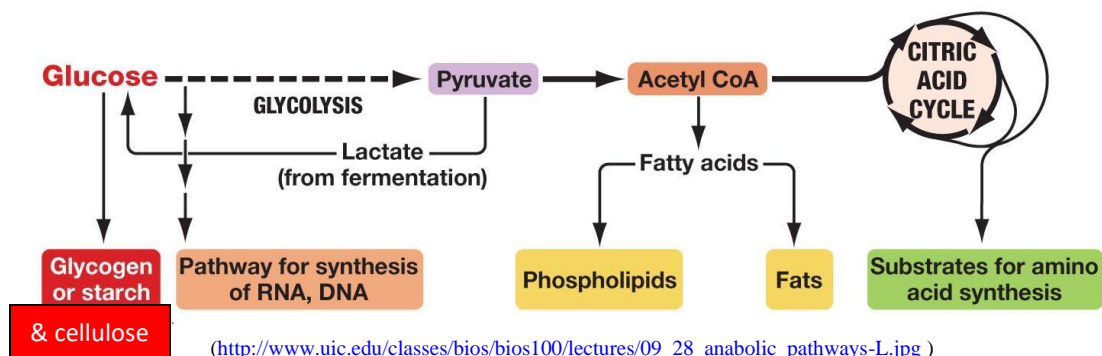 Glucose
GLYCOLYSIS
Pyruvate
Acetyl CoA
CITRIC
ACID
CYCLE
Lactate
(from fermentation)
Fatty acids
Glycogen
or starch
& cellulose
Pathway for synthesis
of RNA, DNA
Phospholipids
Fats
Substrates for amino
acid synthesis
(http://www.uic.edu/classes/bios/bios100/lectures/09_28_anabolic_pathways-L.jpg )